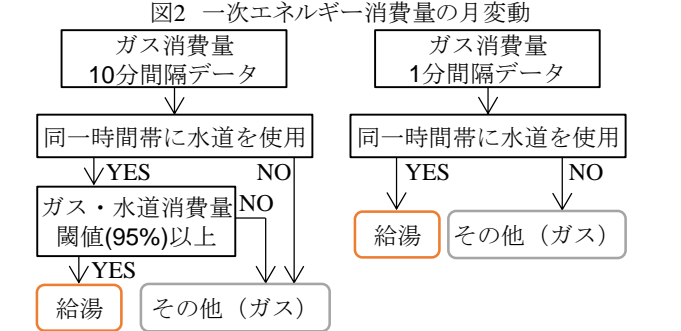 図2 一次エネルギー消費量の月変動
ガス消費量
10分間隔データ
同一時間帯に水道を使用
YES
NO
ガス・水道消費量
閾値(95%)以上
NO
YES
給湯
その他（ガス）
ガス消費量
1分間隔データ
同一時間帯に水道を使用
YES
NO
給湯
その他（ガス）